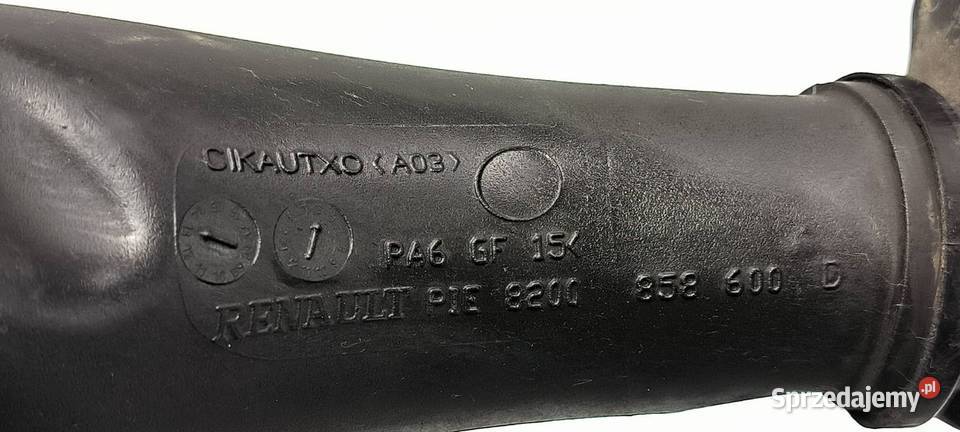 CIKAUTXO <A03>
PA6 GF 15<
RENAULT PIE 8200 858 600 D
Sprzedajemy.pl